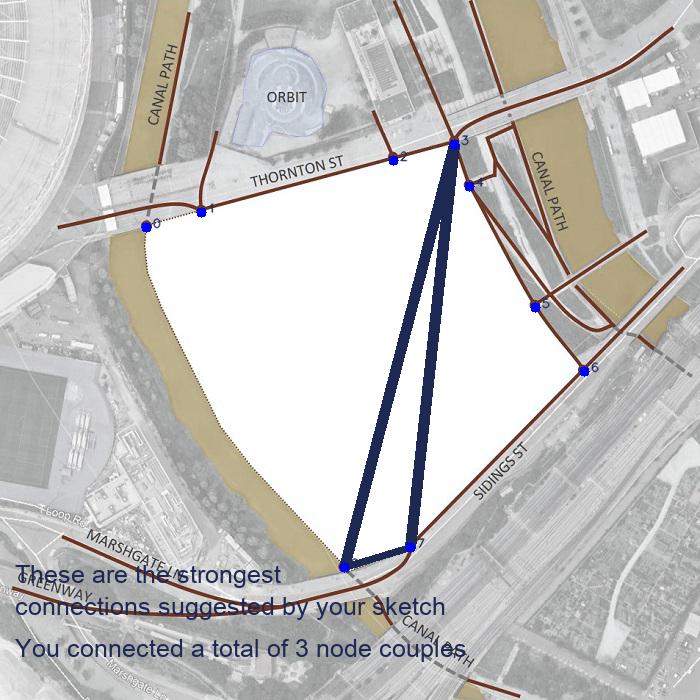 CANAL PATH
ORBIT
3
2
THORNTON ST
4
CANAL PATH
1
0
5
6
SIDINGS ST
Loop Rd
7
MARSHGATE LN
These are the strongest
GREENWAY
connections suggested by your sketch
CANAL PATH
You connected a total of 3 node couples
Marshgate Ln